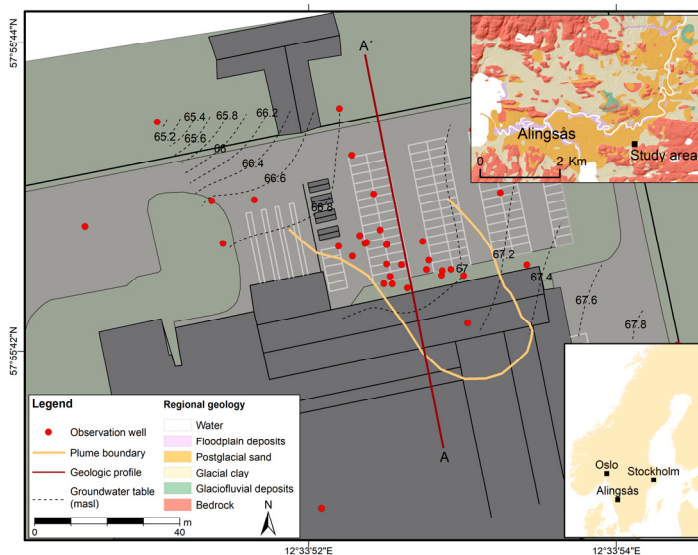 57°55'44"N
57°55'42"N
12°33'52"E
12°33'54"E
A´
A
65.2
65.4
65.6
65.8
66
66.2
66.4
66.6
66.8
67
67.2
67.4
67.6
67.8
Alingsås
0 2 Km
Study area
Legend
Observation well
Plume boundary
Geologic profile
Groundwater table
(masl)
0 40 m
N
Regional geology
Water
Floodplain deposits
Postglacial sand
Glacial clay
Glaciofluvial deposits
Bedrock
Oslo
Stockholm
Alingsås